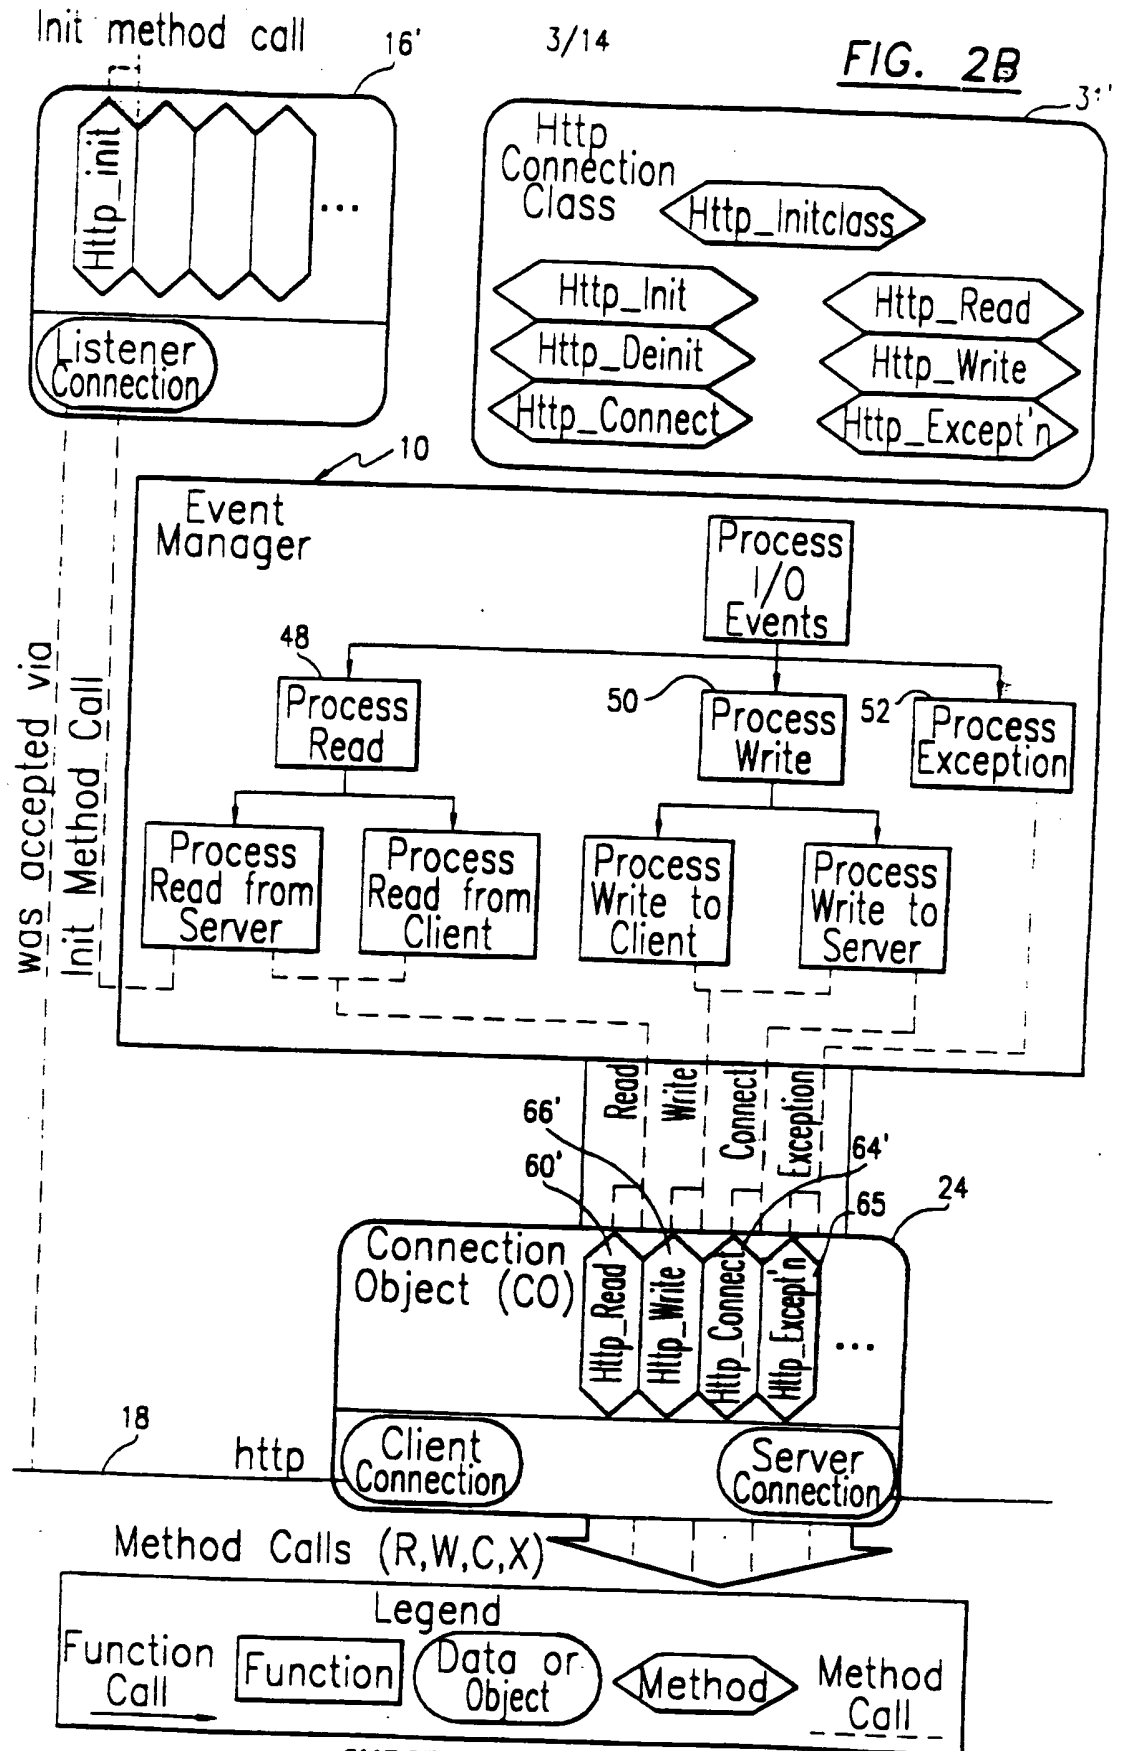 Init method call
16'
3/14
FIG. 2B
Http_init
...
Listener
Connection
Http
Connection
Class
Http_Initclass
Http_Init
Http_Deinit
Http_Connect
Http_Read
Http_Write
Http_Except'n
10
Event
Manager
Process
I/O
Events
48
Process
Read
50
Process
Write
52
Process
Exception
Process
Read from
Server
Process
Read from
Client
Process
Write to
Client
Process
Write to
Server
was accepted via
Init Method Call
Read
Write
Connect
Exception
66'
60'
64'
65
24
Connection
Object (CO)
Http_Read
Http_Write
Http_Connect
Http_Except'n
...
18
http
Client
Connection
Server
Connection
Method Calls (R,W,C,X)
Legend
Function
Call
Function
Data or
Object
Method
Method
Call